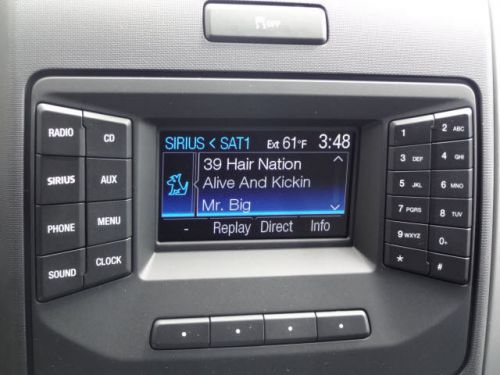 OFF
RADIO
CD
SIRIUS
AUX
PHONE
MENU
SOUND
CLOCK
SIRIUS < SAT1 Ext 61°F 3:48
39 Hair Nation
Alive And Kickin
Mr. Big
- Replay Direct Info
1
2 ABC
3 DEF
4 GHI
5 JKL
6 MNO
7 PQRS
8 TUV
9 WXYZ
0+
*
#